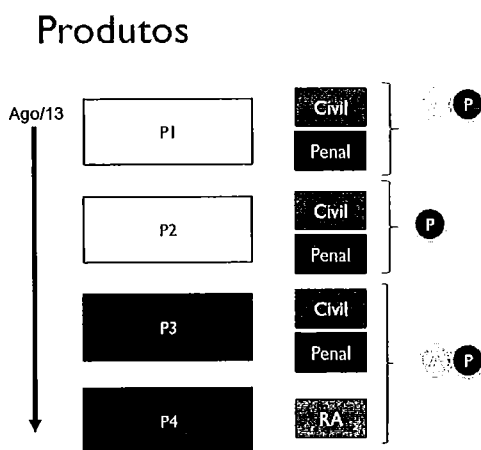 Produtos
Ago/13
P1
Civil
Penal
P
P2
Civil
Penal
P
P3
Civil
Penal
P
P4
RA